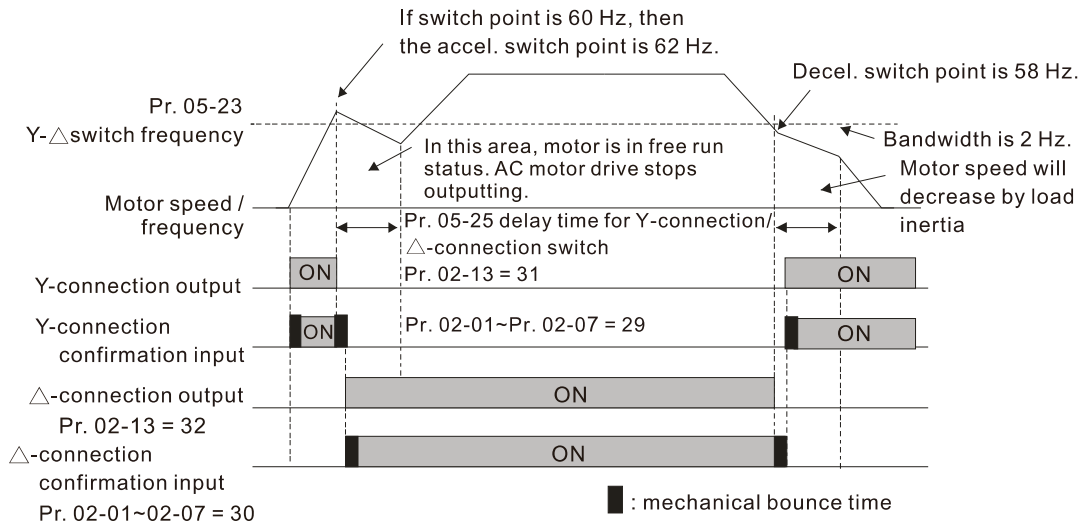 If switch point is 60 Hz, then
the accel. switch point is 62 Hz.
Decel. switch point is 58 Hz.
Pr. 05-23
Y-△switch frequency
Bandwidth is 2 Hz.
In this area, motor is in free run
status. AC motor drive stops
outputting.
Motor speed will
decrease by load
inertia
Motor speed /
frequency
Pr. 05-25 delay time for Y-connection/
△-connection switch
Pr. 02-13 = 31
Y-connection output
ON
ON
Y-connection
confirmation input
ON
Pr. 02-01~Pr. 02-07 = 29
ON
△-connection output
Pr. 02-13 = 32
ON
△-connection
confirmation input
Pr. 02-01~02-07 = 30
ON
: mechanical bounce time